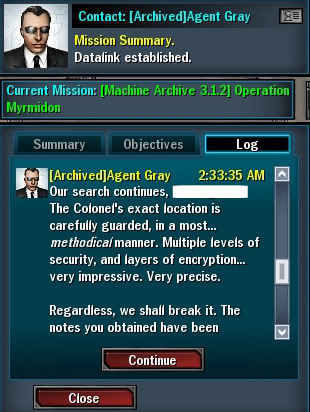 Contact: [Archived]Agent Gray
Mission Summary.
Datalink established.
Current Mission: [Machine Archive 3.1.2] Operation
Myrmidon
Summary
Objectives
Log
[Archived]Agent Gray 2:33:35 AM
Our search continues,
The Colonel's exact location is
carefully guarded, in a most...
methodical manner. Multiple levels of
security, and layers of encryption...
very impressive. Very precise.
Regardless, we shall break it. The
notes you obtained have been
Continue
Close